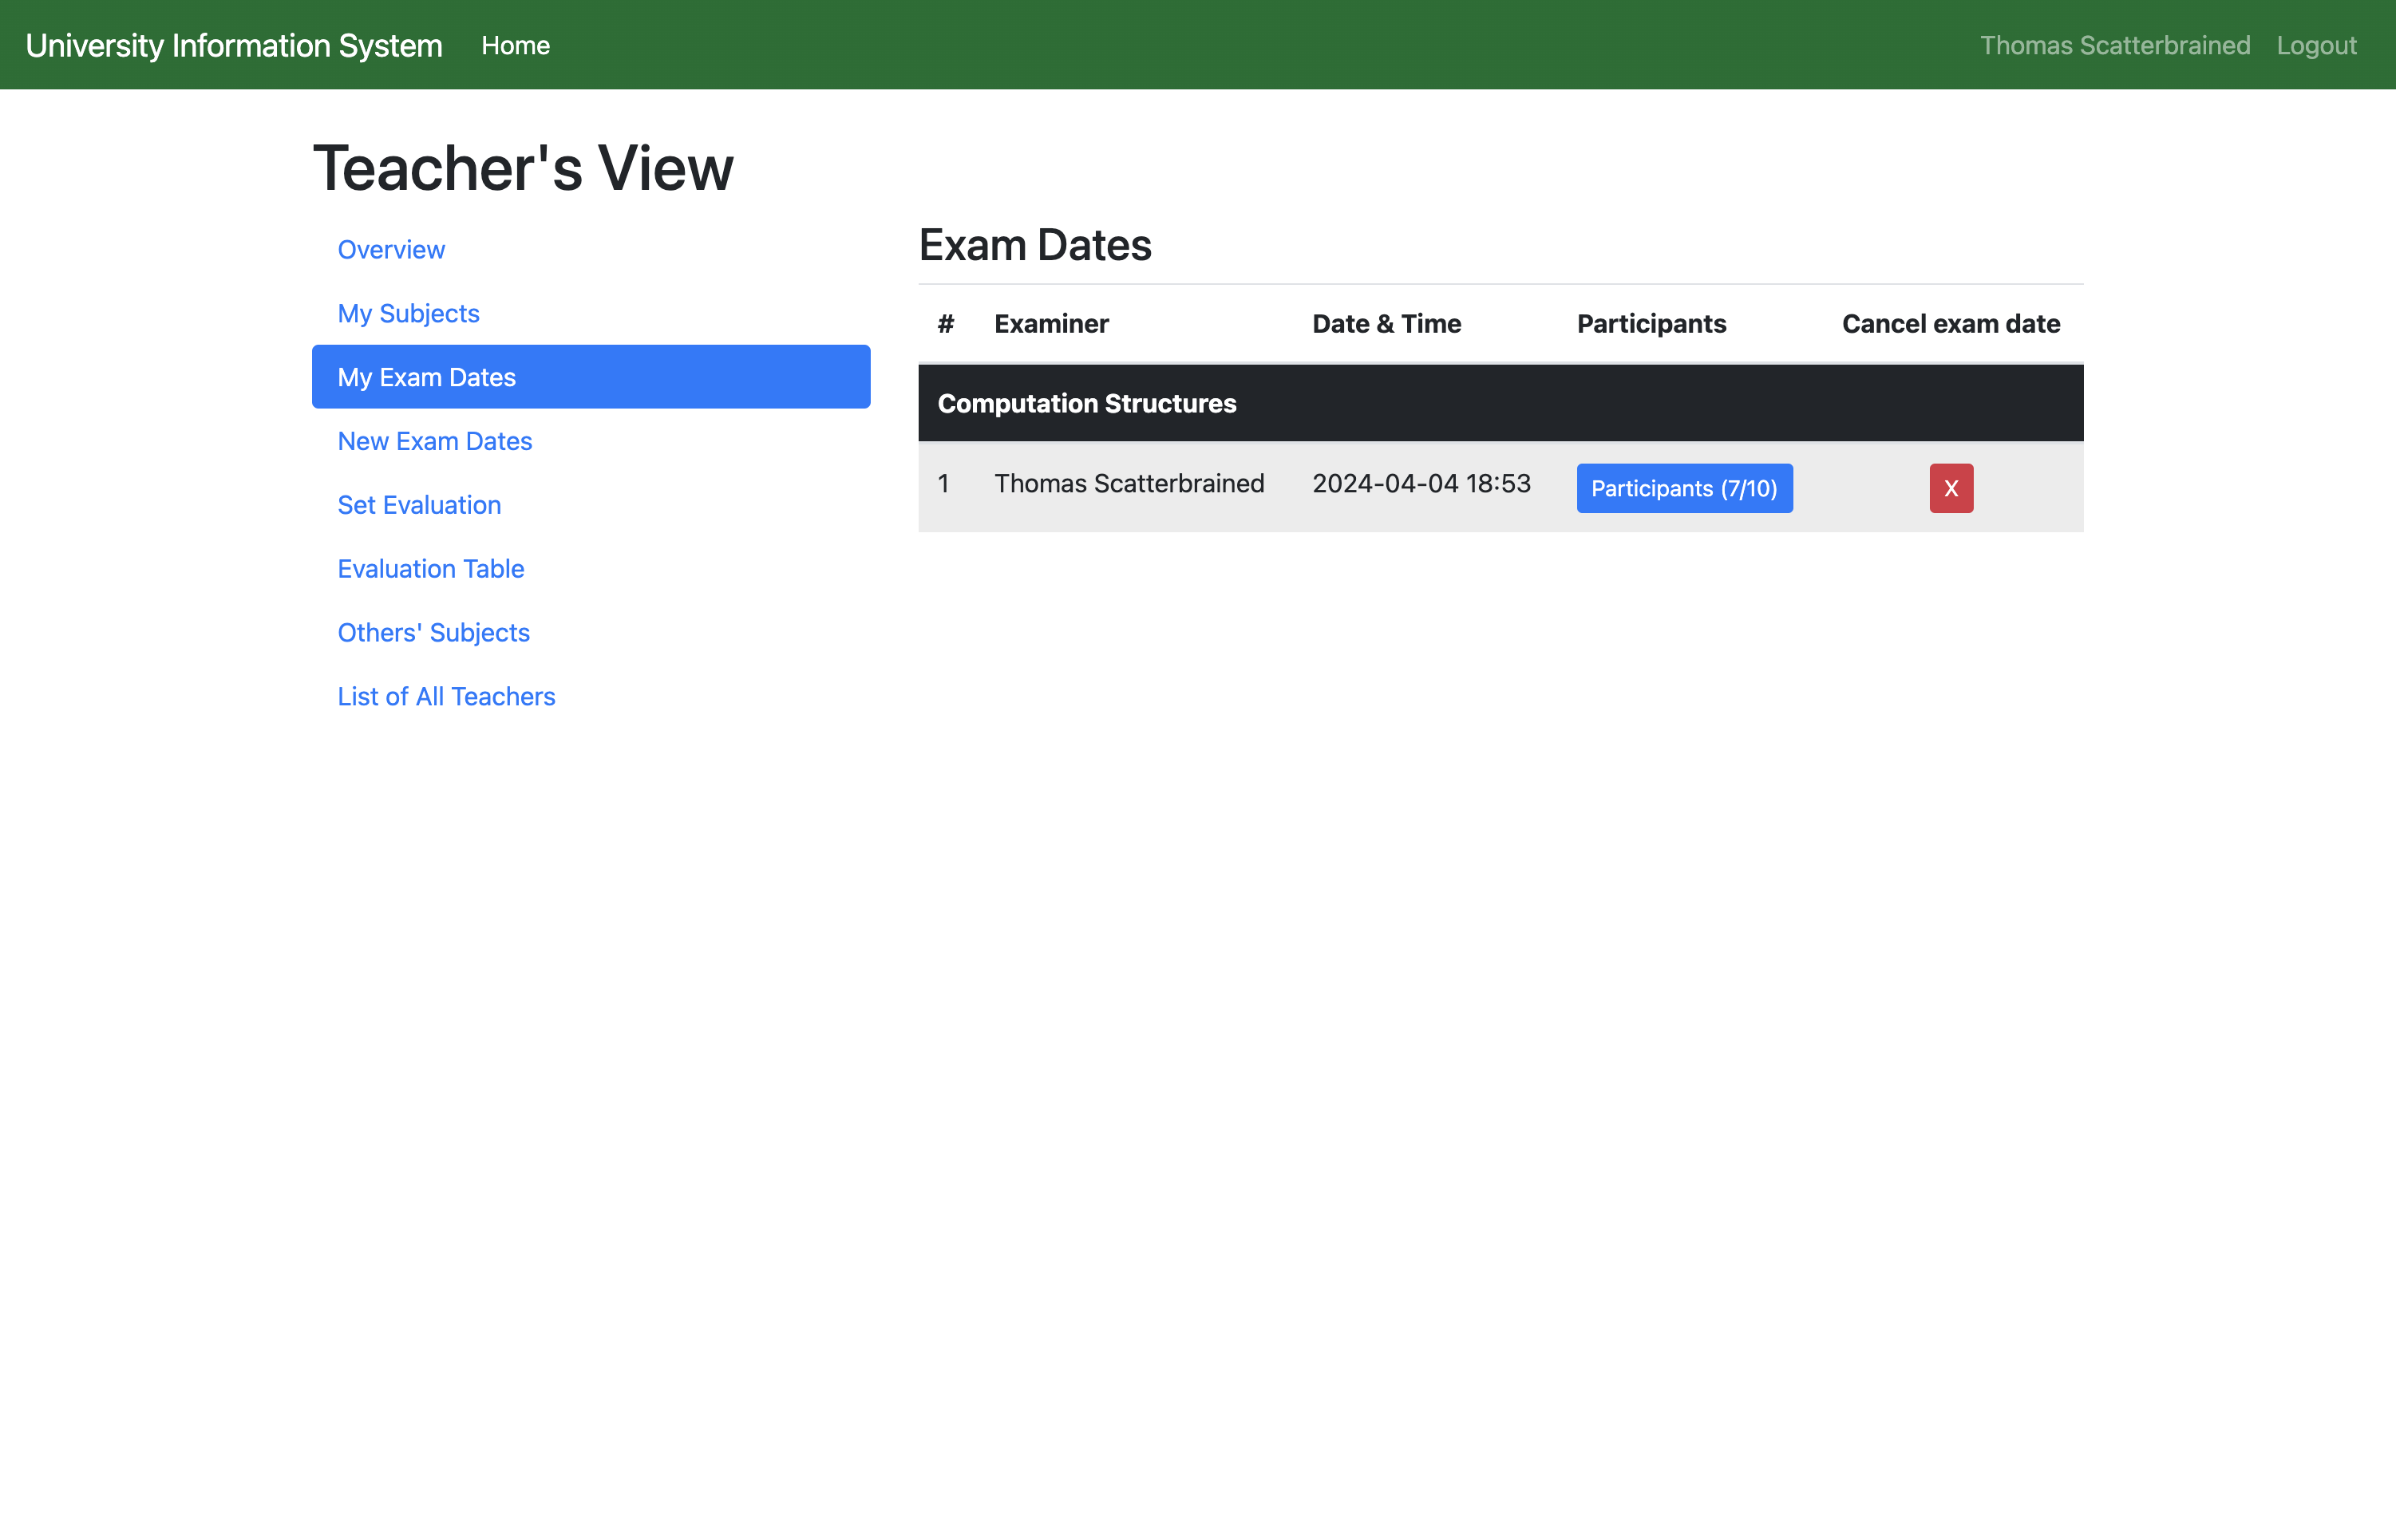 University Information System Home Thomas Scatterbrained Logout
Teacher's View
Overview
My Subjects
My Exam Dates
New Exam Dates
Set Evaluation
Evaluation Table
Others' Subjects
List of All Teachers
Exam Dates
# Examiner Date & Time Participants Cancel exam date
Computation Structures
1 Thomas Scatterbrained 2024-04-04 18:53 Participants (7/10) X